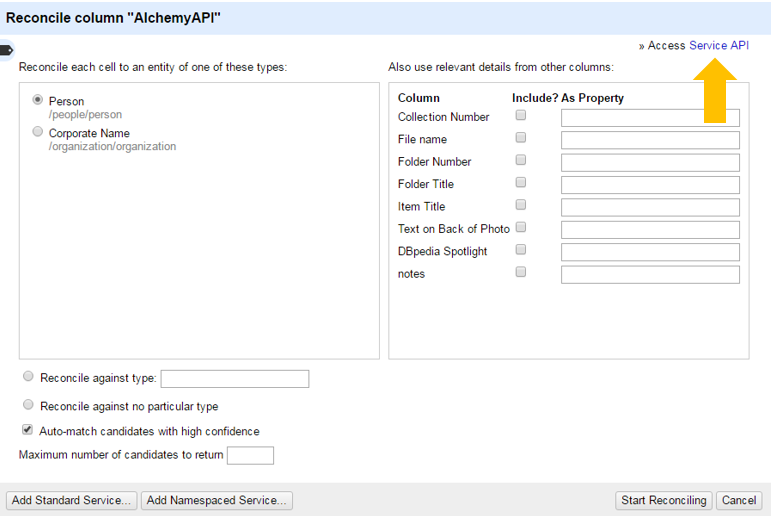 Reconcile column "AlchemyAPI"
» Access Service API
Reconcile each cell to an entity of one of these types:
Also use relevant details from other columns:
Person
/people/person
Corporate Name
/organization/organization
Column Include? As Property
Collection Number
File name
Folder Number
Folder Title
Item Title
Text on Back of Photo
DBpedia Spotlight
notes
Reconcile against type:
Reconcile against no particular type
Auto-match candidates with high confidence
Maximum number of candidates to return
Add Standard Service... Add Namespaced Service... Start Reconciling Cancel